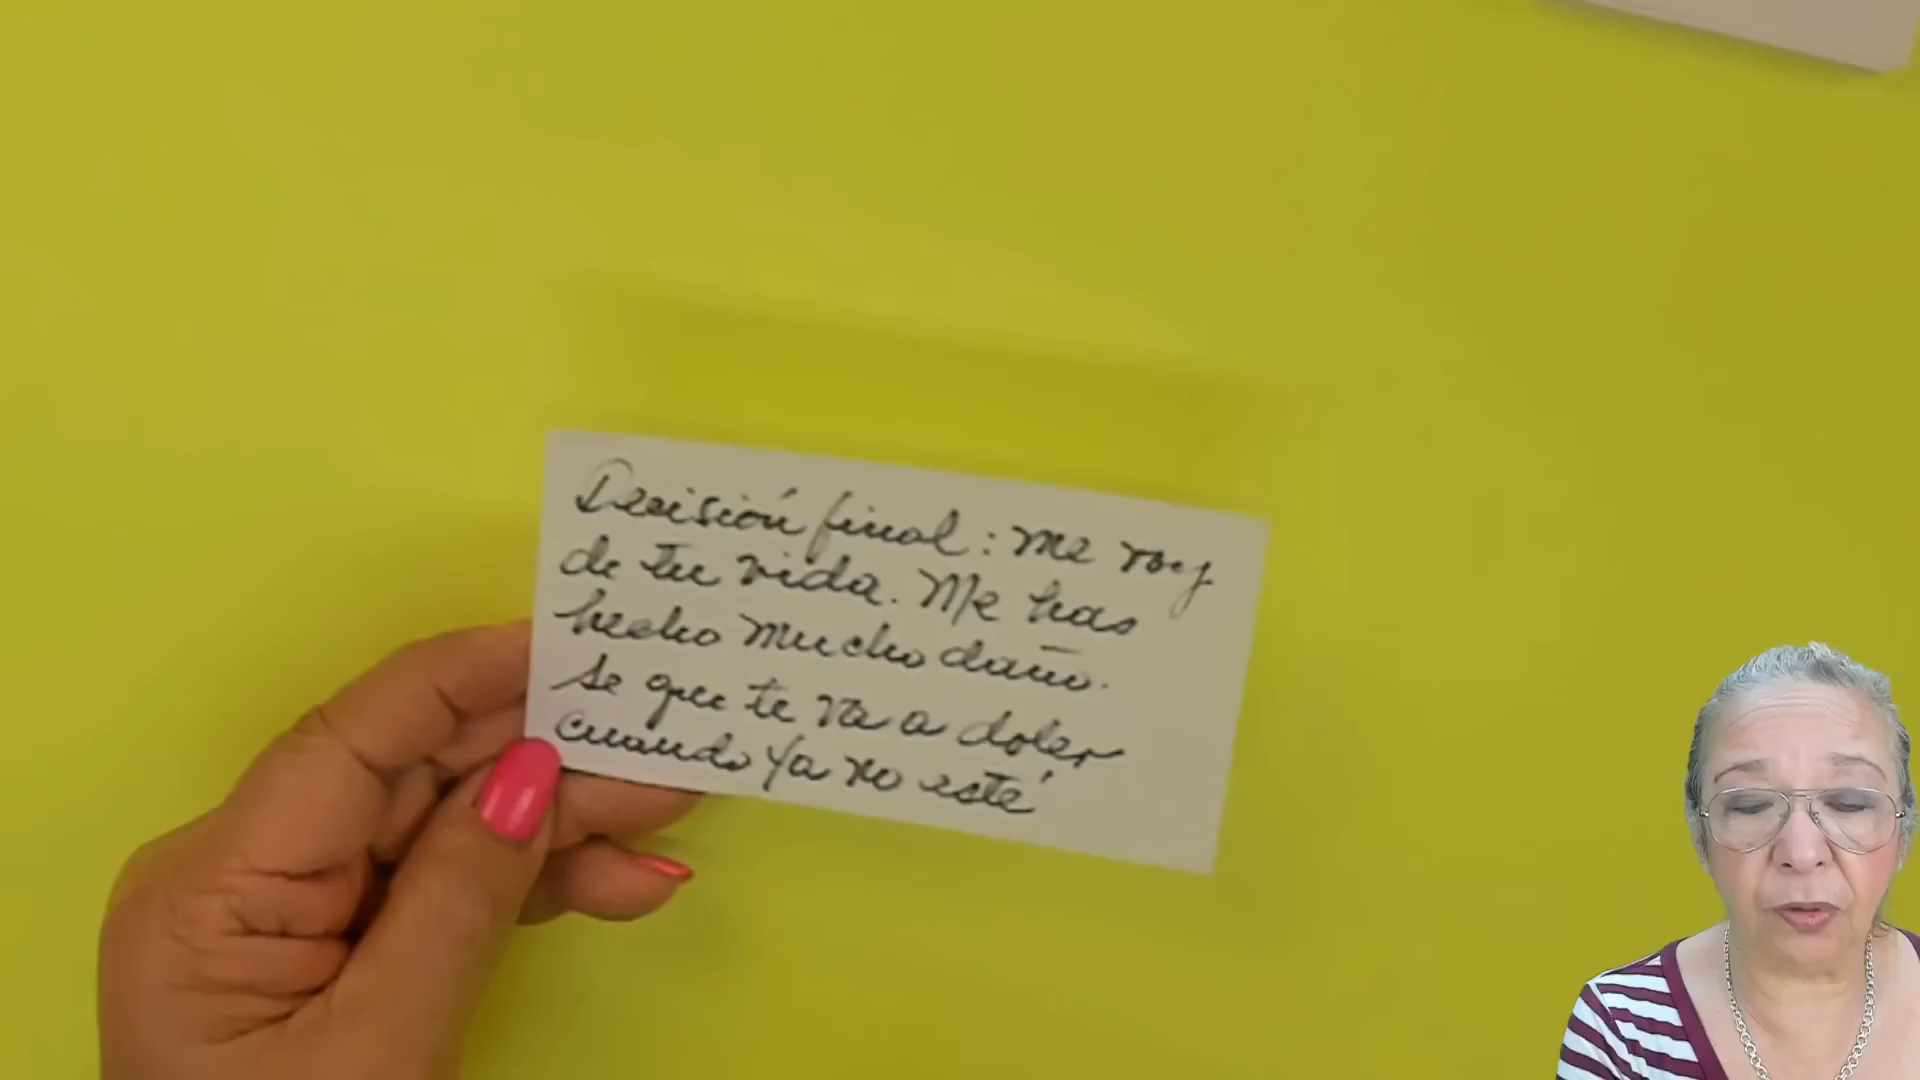 Decisión final: me voy
de tu vida. Me has
hecho mucho daño.
Se que te va a doler
cuando ya no esté